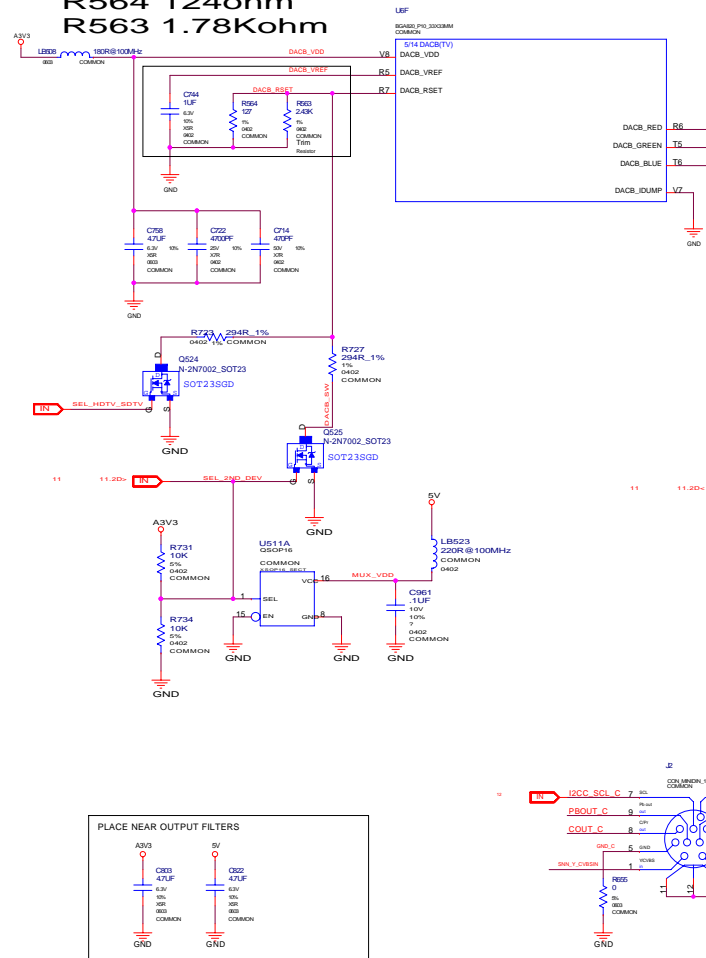 R564 124ohm
R563 1.78Kohm
U6F
BGA820_P10_33X33MM
COMMON
5/14 DACB(TV)
A3V3
LB508
180R@100MHz
0603
COMMON
DACB_VDD
V8
DACB_VDD
DACB_VREF
R5
DACB_VREF
DACB_RSET
R7
DACB_RSET
C744
1UF
6.3V
10%
X5R
0402
COMMON
R564
127
1%
0402
COMMON
R563
2.43K
1%
0402
COMMON
Trim
Resistor
GND
DACB_RED
R6
DACB_GREEN
T5
DACB_BLUE
T6
DACB_IDUMP
V7
GND
C758
4.7UF
6.3V
10%
X5R
0603
COMMON
C722
4700PF
25V
10%
X7R
0402
COMMON
C714
470PF
50V
10%
X7R
0402
COMMON
GND
R723
294R_1%
0402
1%
COMMON
R727
294R_1%
1%
0402
COMMON
D
Q524
N-2N7002_SOT23
SOT23SGD
IN
SEL_HDTV_SDTV
G
S
GND
DACB_SW
D
Q525
N-2N7002_SOT23
SOT23SGD
11
11.2D>
IN
SEL_2ND_DEV
G
S
GND
11
11.2D<
A3V3
R731
10K
5%
0402
COMMON
R734
10K
5%
0402
COMMON
GND
U511A
QSOP16
COMMON
1
SEL
15
EN
VCC
16
GND
8
MUX_VDD
5V
LB523
220R@100MHz
COMMON
0402
C961
.1UF
10V
10%
?
0402
COMMON
GND
GND
GND
J2
COMMON
IN
I2CC_SCL_C
7
SCL
PBOUT_C
9
COUT_C
8
GND_C
5
GND
SNN_Y_CVBSIN
1
R655
0
5%
0603
COMMON
GND
11
12
PLACE NEAR OUTPUT FILTERS
A3V3
C803
4.7UF
6.3V
10%
X5R
0603
COMMON
GND
5V
C822
4.7UF
6.3V
10%
X5R
0603
COMMON
GND